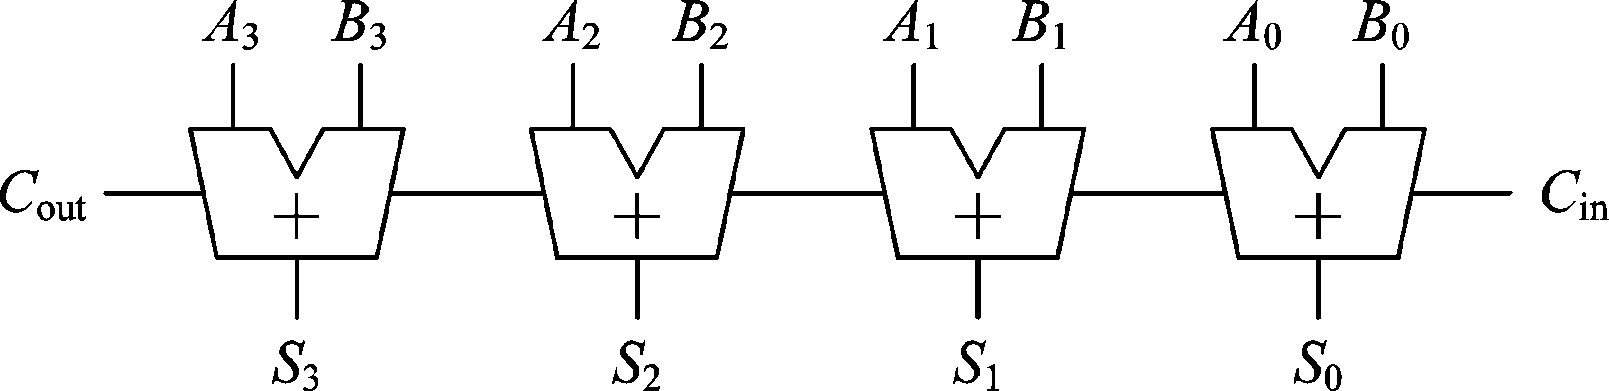 A3 B3 A2 B2 A1 B1 A0 B0
Cout + + + + Cin
S3 S2 S1 S0